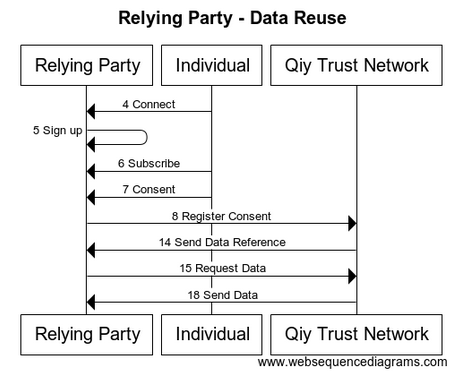 Relying Party - Data Reuse
Relying Party
Individual
Qiy Trust Network
4 Connect
5 Sign up
6 Subscribe
7 Consent
8 Register Consent
14 Send Data Reference
15 Request Data
18 Send Data
Relying Party
Individual
Qiy Trust Network
www.websequencediagrams.com